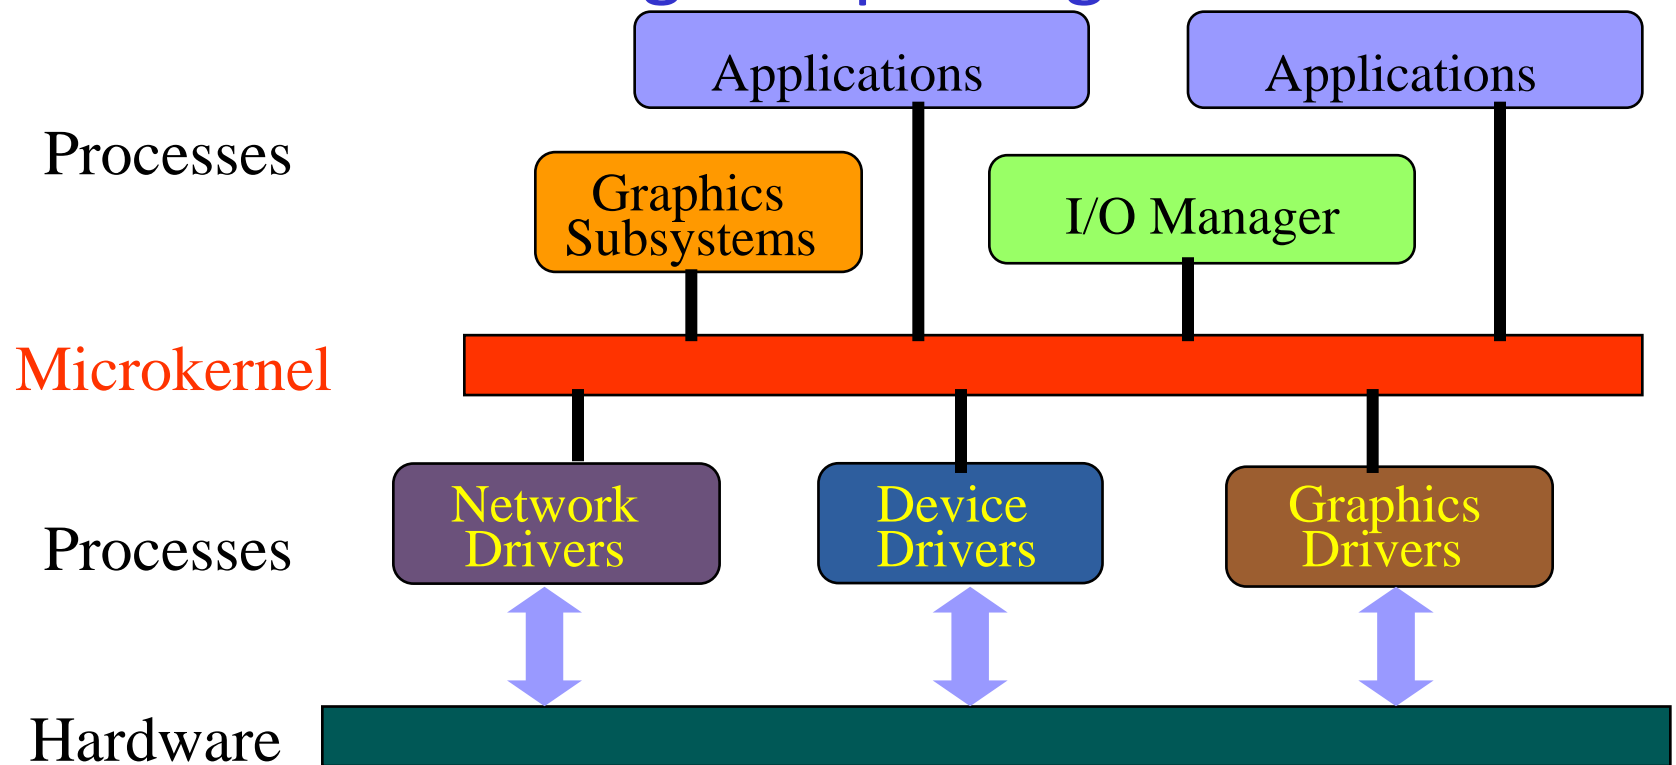 Applications
Applications
Processes
Graphics
Subsystems
I/O Manager
Microkernel
Network
Drivers
Device
Drivers
Graphics
Drivers
Processes
Hardware